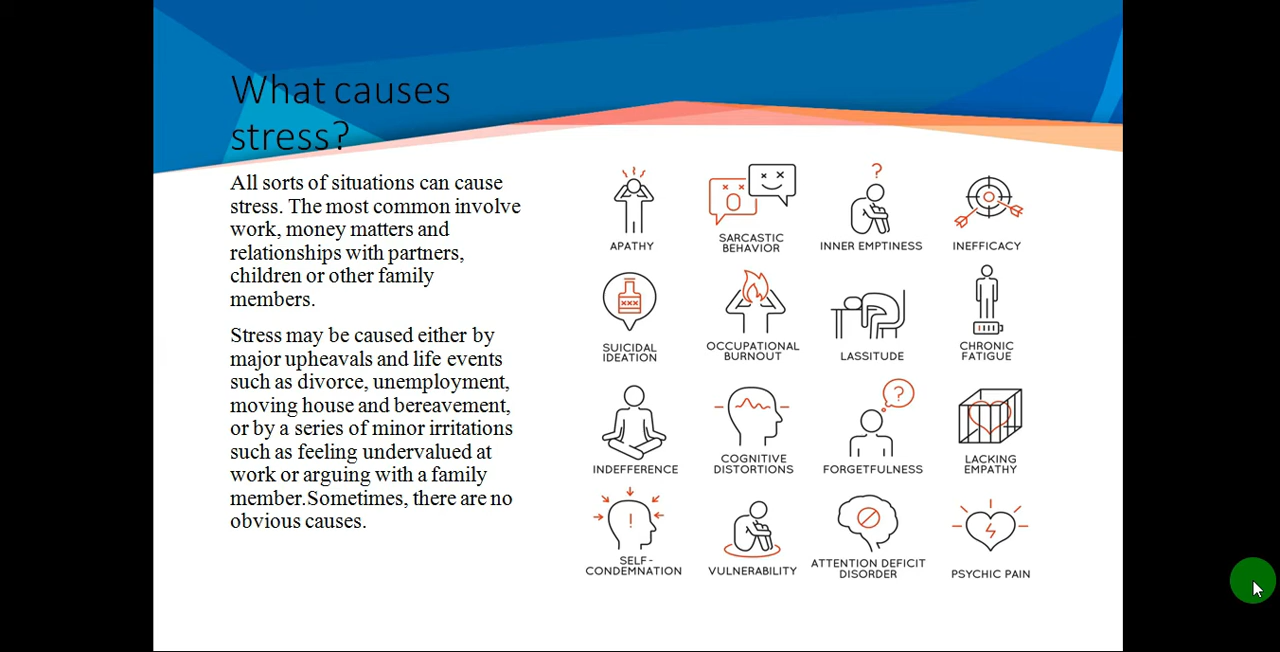 What causes
stress?
All sorts of situations can cause
stress. The most common involve
work, money matters and
relationships with partners,
children or other family
members.
Stress may be caused either by
major upheavals and life events
such as divorce, unemployment,
moving house and bereavement,
or by a series of minor irritations
such as feeling undervalued at
work or arguing with a family
member.Sometimes, there are no
obvious causes.
?
APATHY
SARCASTIC
BEHAVIOR
INNER EMPTINESS
INEFFICACY
XXX
SUICIDAL
IDEATION
OCCUPATIONAL
BURNOUT
LASSITUDE
CHRONIC
FATIGUE
?
INDEFFERENCE
COGNITIVE
DISTORTIONS
FORGETFULNESS
LACKING
EMPATHY
!
SELF-
CONDEMNATION
VULNERABILITY
ATTENTION DEFICIT
DISORDER
PSYCHIC PAIN